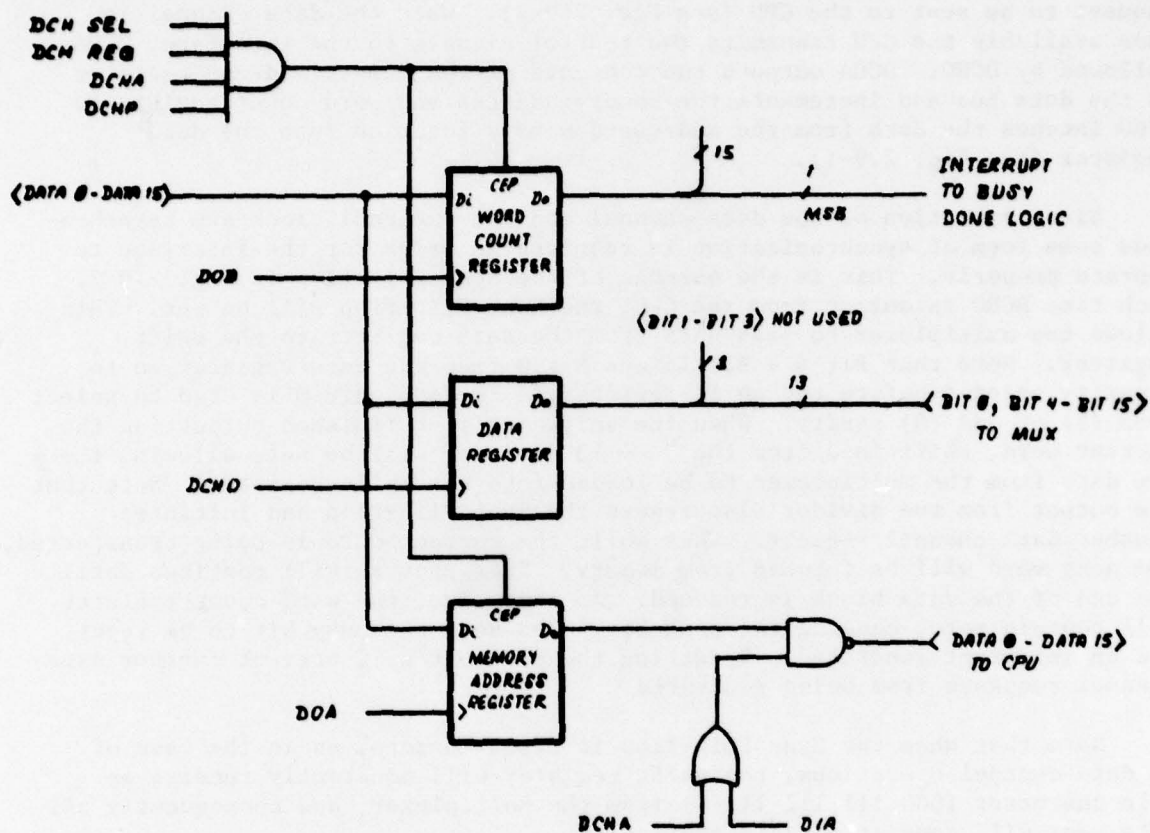 DCH SEL
DCH REQ
DCHA
DCHP
⟨DATA 0 - DATA 15⟩
DOB
CEP
Di
Do
WORD
COUNT
REGISTER
15
1
MSB
INTERRUPT
TO BUSY
DONE LOGIC
⟨BIT 1 - BIT 3⟩ NOT USED
3
13
Di
Do
DATA
REGISTER
DCHO
⟨BIT 0, BIT 4 - BIT 15⟩
TO MUX
CEP
Di
Do
MEMORY
ADDRESS
REGISTER
DOA
⟨DATA 0 - DATA 15⟩
TO CPU
DCHA
DIA